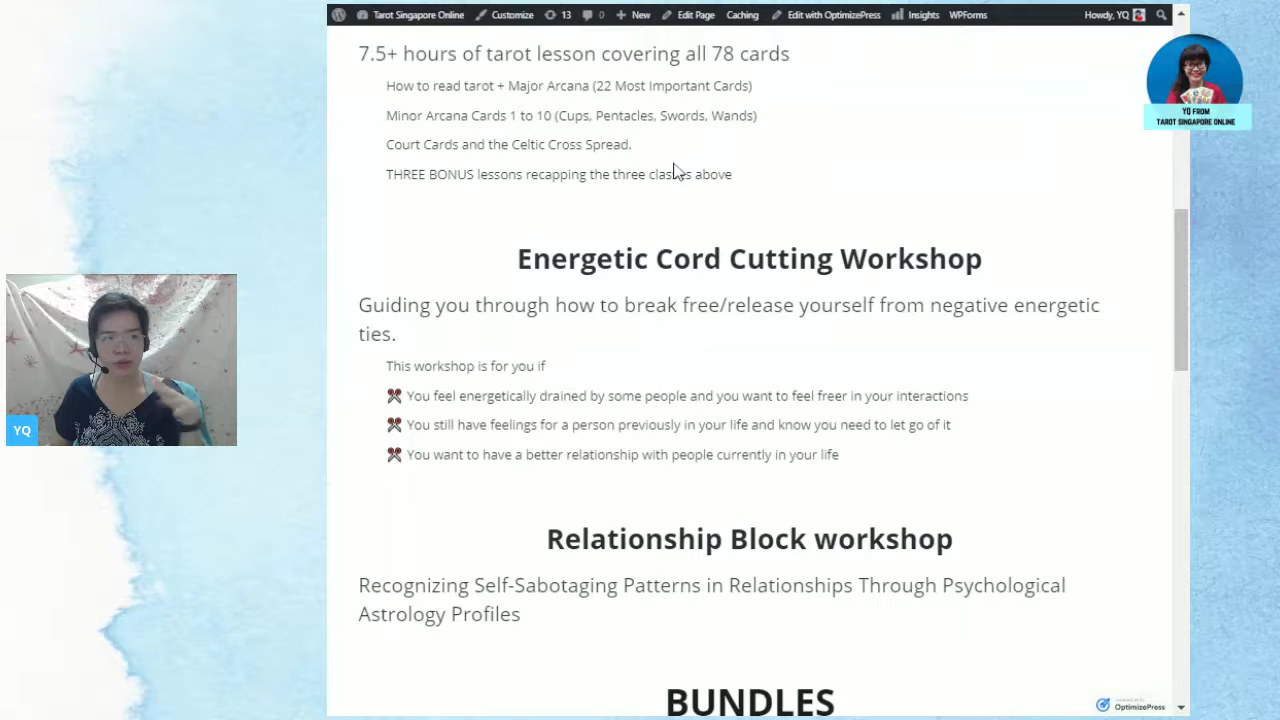 Tarot Singapore Online Customize 13 0 New Edit Page Caching Edit with OptimizePress Insights WPForms Howdy, YQ
7.5+ hours of tarot lesson covering all 78 cards
How to read tarot + Major Arcana (22 Most Important Cards)
Minor Arcana Cards 1 to 10 (Cups, Pentacles, Swords, Wands)
Court Cards and the Celtic Cross Spread.
THREE BONUS lessons recapping the three classes above
YQ FROM
TAROT SINGAPORE ONLINE
Energetic Cord Cutting Workshop
Guiding you through how to break free/release yourself from negative energetic
ties.
This workshop is for you if
You feel energetically drained by some people and you want to feel freer in your interactions
You still have feelings for a person previously in your life and know you need to let go of it
You want to have a better relationship with people currently in your life
YQ
Relationship Block workshop
Recognizing Self-Sabotaging Patterns in Relationships Through Psychological
Astrology Profiles
BUNDLES
OptimizePress